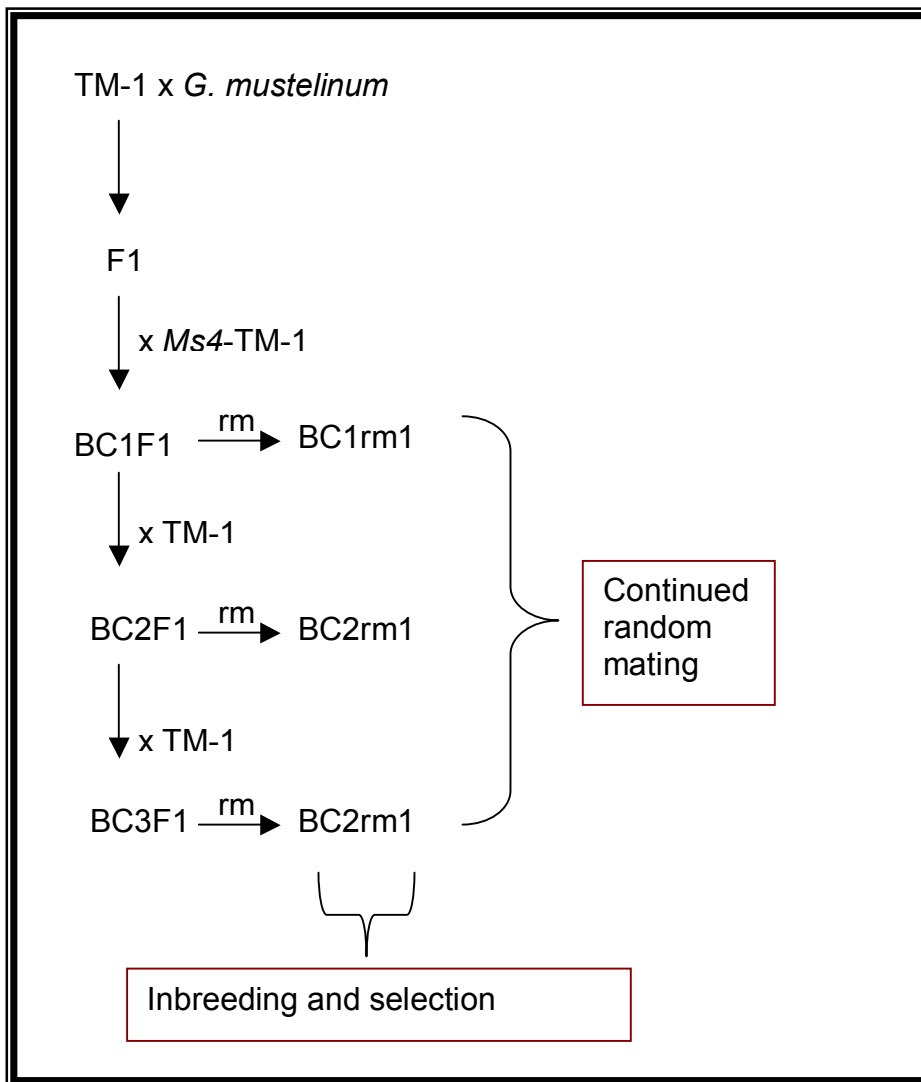 TM-1 x G. mustelinum
F1
x Ms4-TM-1
BC1F1 rm BC1rm1
x TM-1
BC2F1 rm BC2rm1
Continued
random
mating
x TM-1
BC3F1 rm BC2rm1
Inbreeding and selection